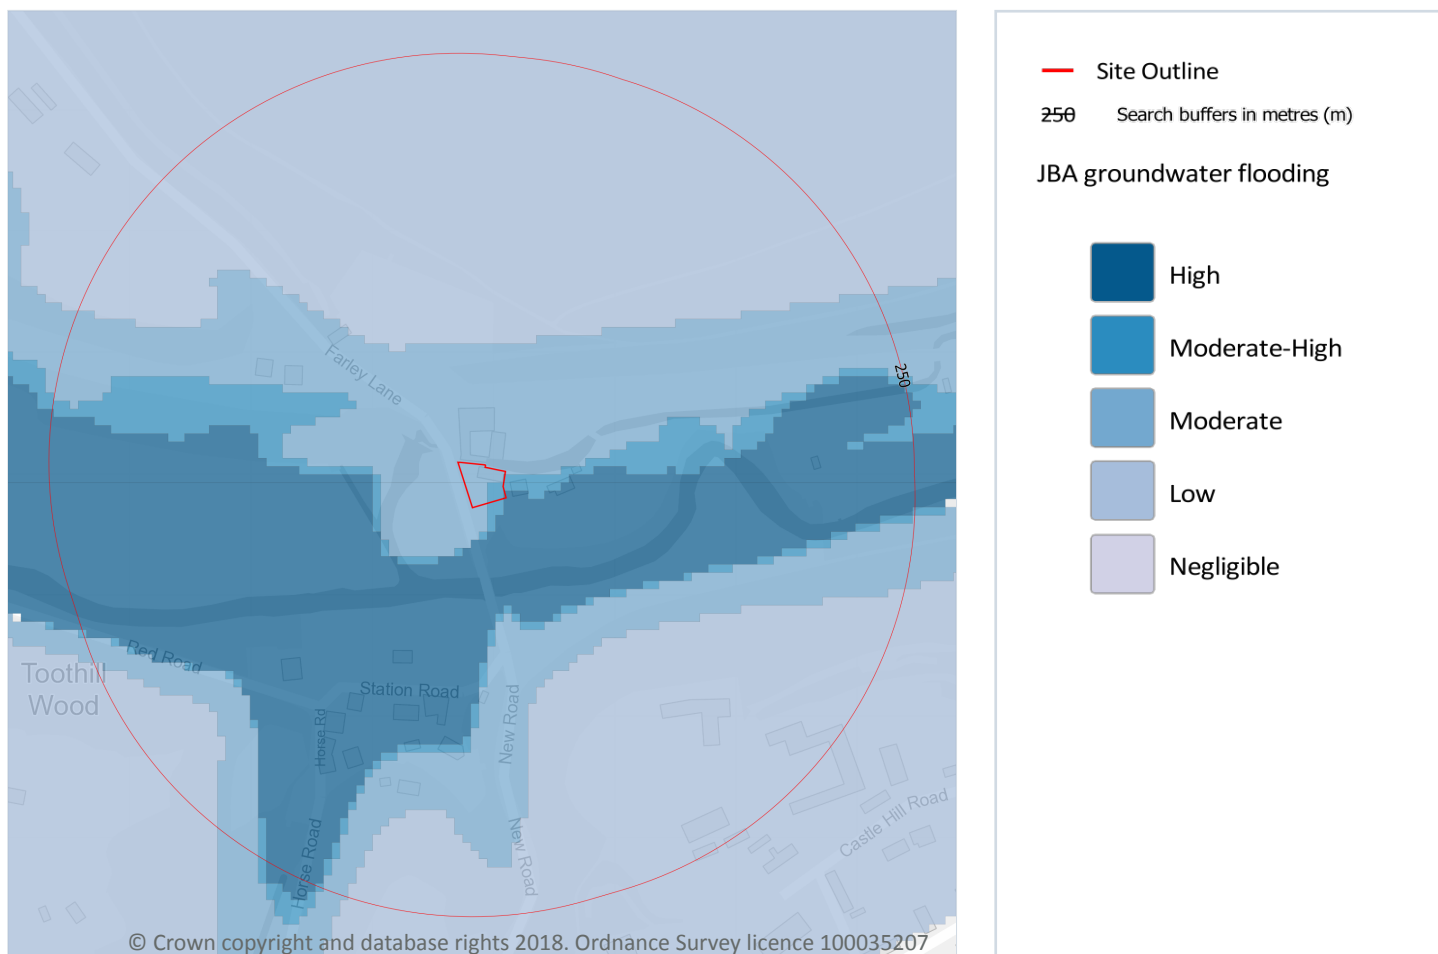 Site Outline
250 Search buffers in metres (m)
JBA groundwater flooding
High
Moderate-High
Moderate
Low
Negligible
Farley Lane
250
Red Road
Toothill
Wood
Station Road
Horse Rd
New Road
Horse Road
New Road
Castle Hill Road
© Crown copyright and database rights 2018. Ordnance Survey licence 100035207